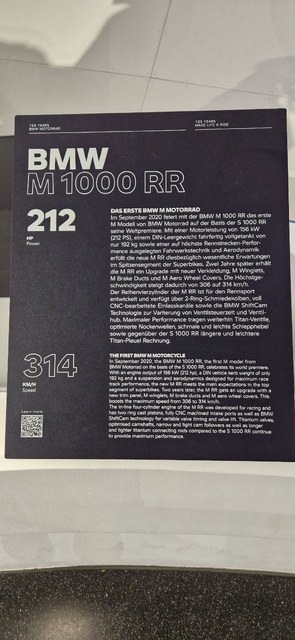 100 YEARS
BMW MOTORRAD
100 YEARS
MAKE LIFE A RIDE
BMW
M 1000 RR
212
HP
Power
DAS ERSTE BMW M MOTORRAD
Im September 2020 feiert mit der BMW M 1000 RR das erste
M Modell von BMW Motorrad auf der Basis der S 1000 RR
seine Weltpremiere. Mit einer Motorleistung von 156 kW
(212 PS), einem DIN-Leergewicht fahrfertig vollgetankt von
nur 192 kg sowie einer auf höchste Rennstrecken-Perfor-
mance ausgelegten Fahrwerkstechnik und Aerodynamik
erfüllt die neue M RR diesbezüglich wesentliche Erwartungen
im Spitzensegment der Superbikes. Zwei Jahre später erhält
die M RR ein Upgrade mit neuer Verkleidung, M Winglets,
M Brake Ducts und M Aero Wheel Covers. Die Höchstge-
schwindigkeit steigt dadurch von 306 auf 314 km/h.
Der Reihenvierzylinder der M RR ist für den Rennsport
entwickelt und verfügt über 2-Ring-Schmiedekolben, voll
CNC-bearbeitete Einlasskanäle sowie die BMW ShiftCam
Technologie zur Variierung von Ventilsteuerzeit und Ventil-
hub. Maximaler Performance tragen weiterhin Titan-Ventile,
optimierte Nockenwellen, schmale und leichte Schlepphebel
sowie gegenüber der S 1000 RR längere und leichtere
Titan-Pleuel Rechnung.
314
KM/H
Speed
THE FIRST BMW M MOTORCYCLE
In September 2020, the BMW M 1000 RR, the first M model from
BMW Motorrad on the basis of the S 1000 RR, celebrates its world premiere.
With an engine output of 156 kW (212 hp), a DIN vehicle kerb weight of only
192 kg and a suspension and aerodynamics designed for maximum race
track performance, the new M RR meets the main expectations in the top
segment of superbikes. Two years later, the M RR gets an upgrade with a
new trim panel, M winglets, M brake ducts and M aero wheel covers. This
boosts the maximum speed from 306 to 314 km/h.
The in-line four-cylinder engine of the M RR was developed for racing and
has two ring cast pistons, fully CNC machined intake ports as well as BMW
ShiftCam technology for variable valve timing and valve lift. Titanium valves,
optimised camshafts, narrow and light cam followers as well as longer
and lighter titanium connecting rods compared to the S 1000 RR continue
to provide maximum performance.
Learn more